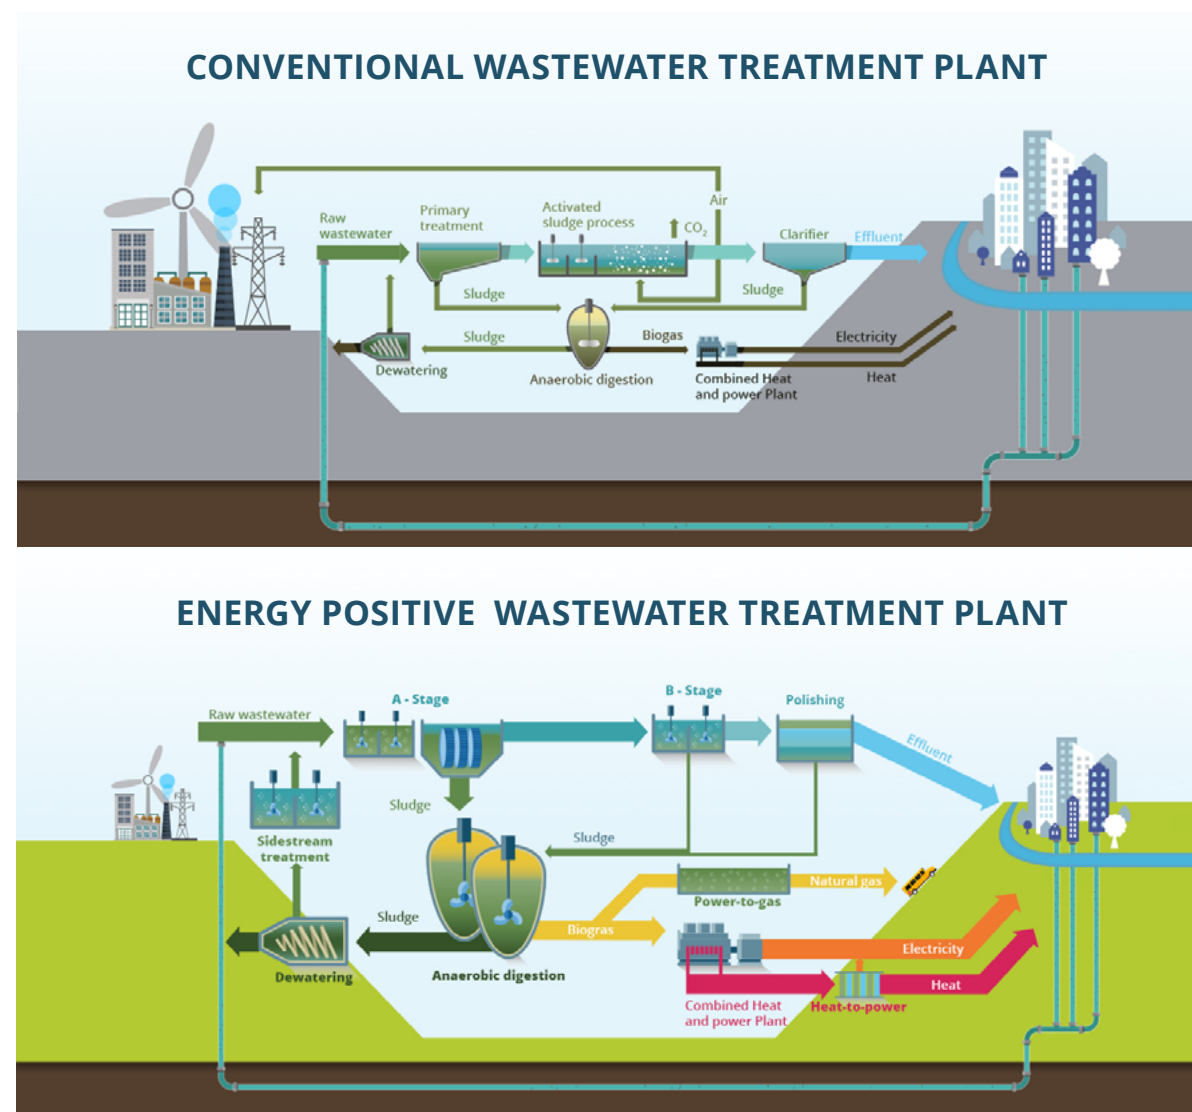 CONVENTIONAL WASTEWATER TREATMENT PLANT
Air
Raw
wastewater
Primary
treatment
Activated
sludge process
CO₂
Clarifier
Effluent
Sludge
Sludge
Sludge
Biogas
Electricity
Dewatering
Anaerobic digestion
Combined Heat
and power Plant
Heat
ENERGY POSITIVE WASTEWATER TREATMENT PLANT
Raw wastewater
A - Stage
B - Stage
Polishing
Effluent
Sludge
Sidestream
treatment
Sludge
Natural gas
Power-to-gas
Sludge
Biogras
Electricity
Dewatering
Anaerobic digestion
Heat
Combined Heat
and power Plant
Heat-to-power